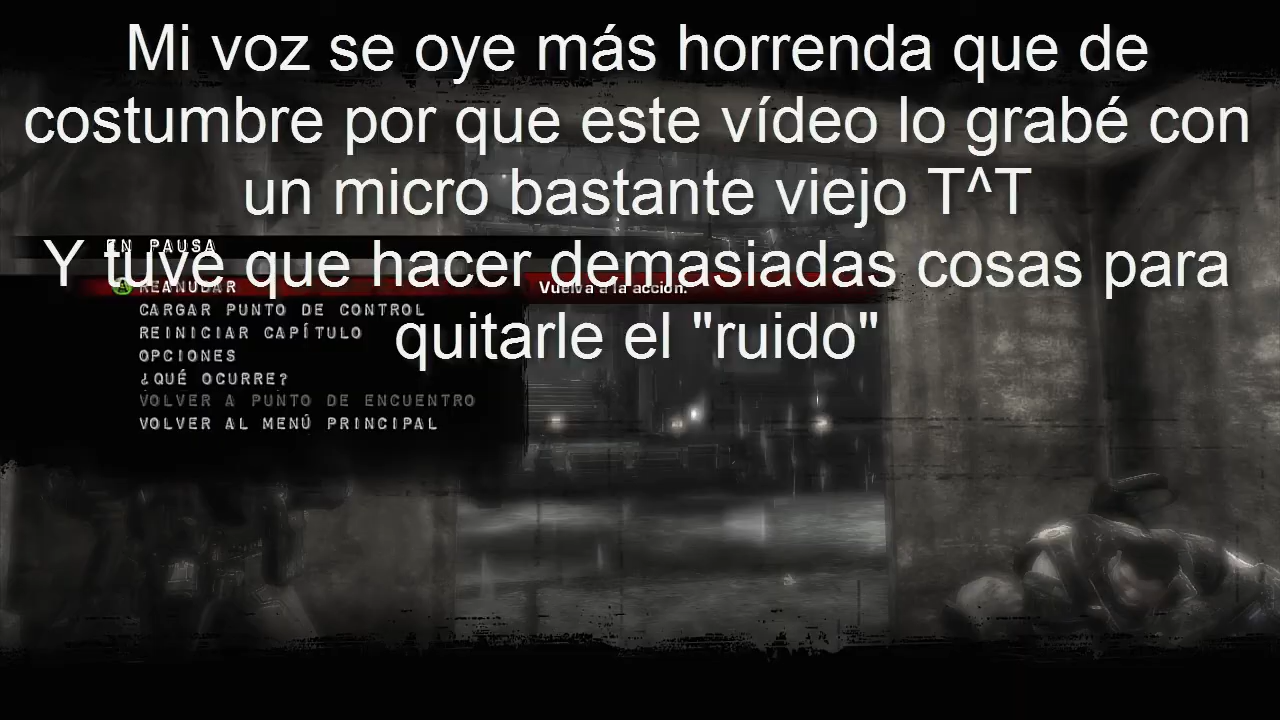 Mi voz se oye más horrenda que de
costumbre por que este vídeo lo grabé con
un micro bastante viejo T^T
Y tuve que hacer demasiadas cosas para
quitarle el "ruido"
EN PAUSA
REANUDAR
Vuelva a la acción.
CARGAR PUNTO DE CONTROL
REINICIAR CAPÍTULO
OPCIONES
¿QUÉ OCURRE?
VOLVER A PUNTO DE ENCUENTRO
VOLVER AL MENÚ PRINCIPAL